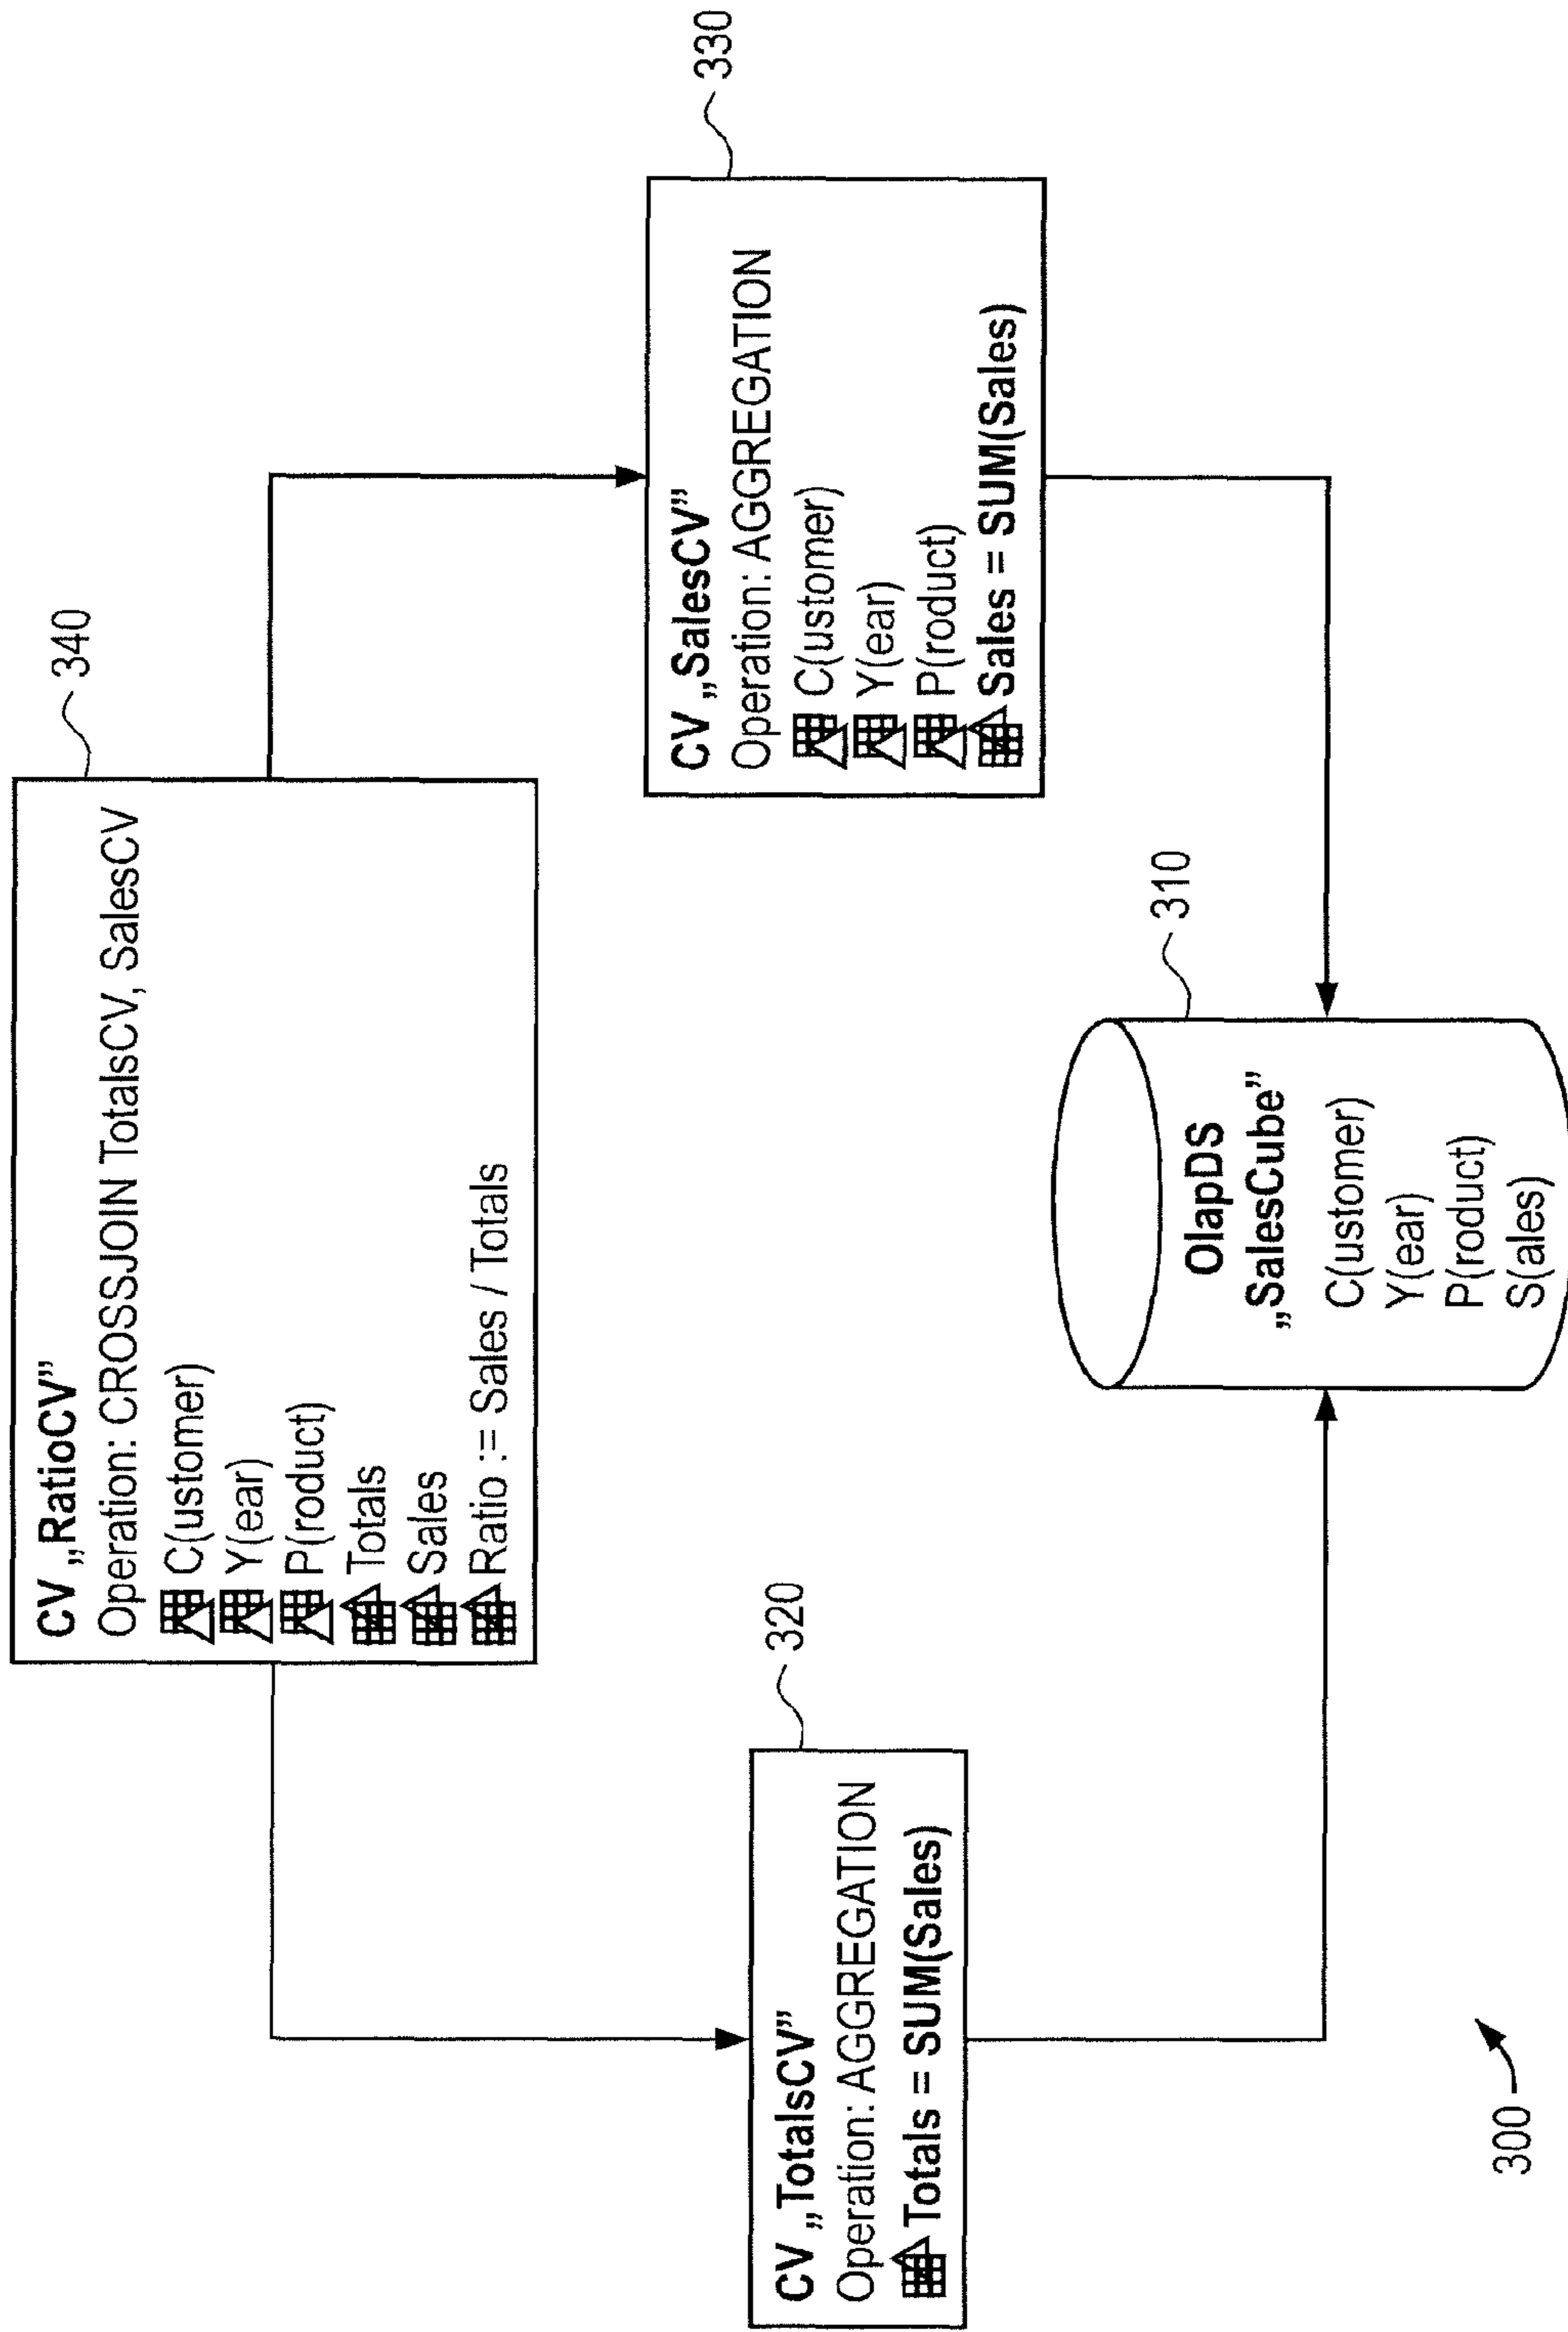 340
CV „RatioCV”
Operation: CROSSJOIN TotalsCV, SalesCV
C(ustomer)
Y(ear)
P(roduct)
Totals
Sales
Ratio := Sales / Totals
320
CV „TotalsCV”
Operation: AGGREGATION
Totals = SUM(Sales)
330
CV „SalesCV”
Operation: AGGREGATION
C(ustomer)
Y(ear)
P(roduct)
Sales = SUM(Sales)
310
OlapDS
„SalesCube”
C(ustomer)
Y(ear)
P(roduct)
S(ales)
300